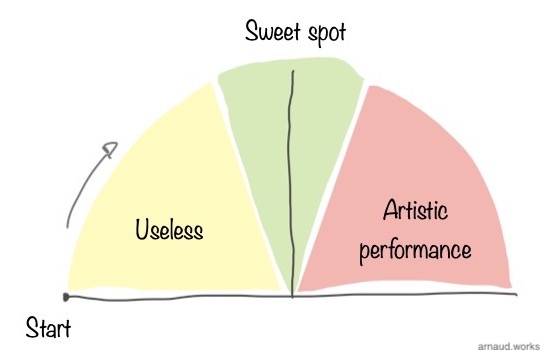 Sweet spot
Useless
Artistic
performance
Start
arnaud.works